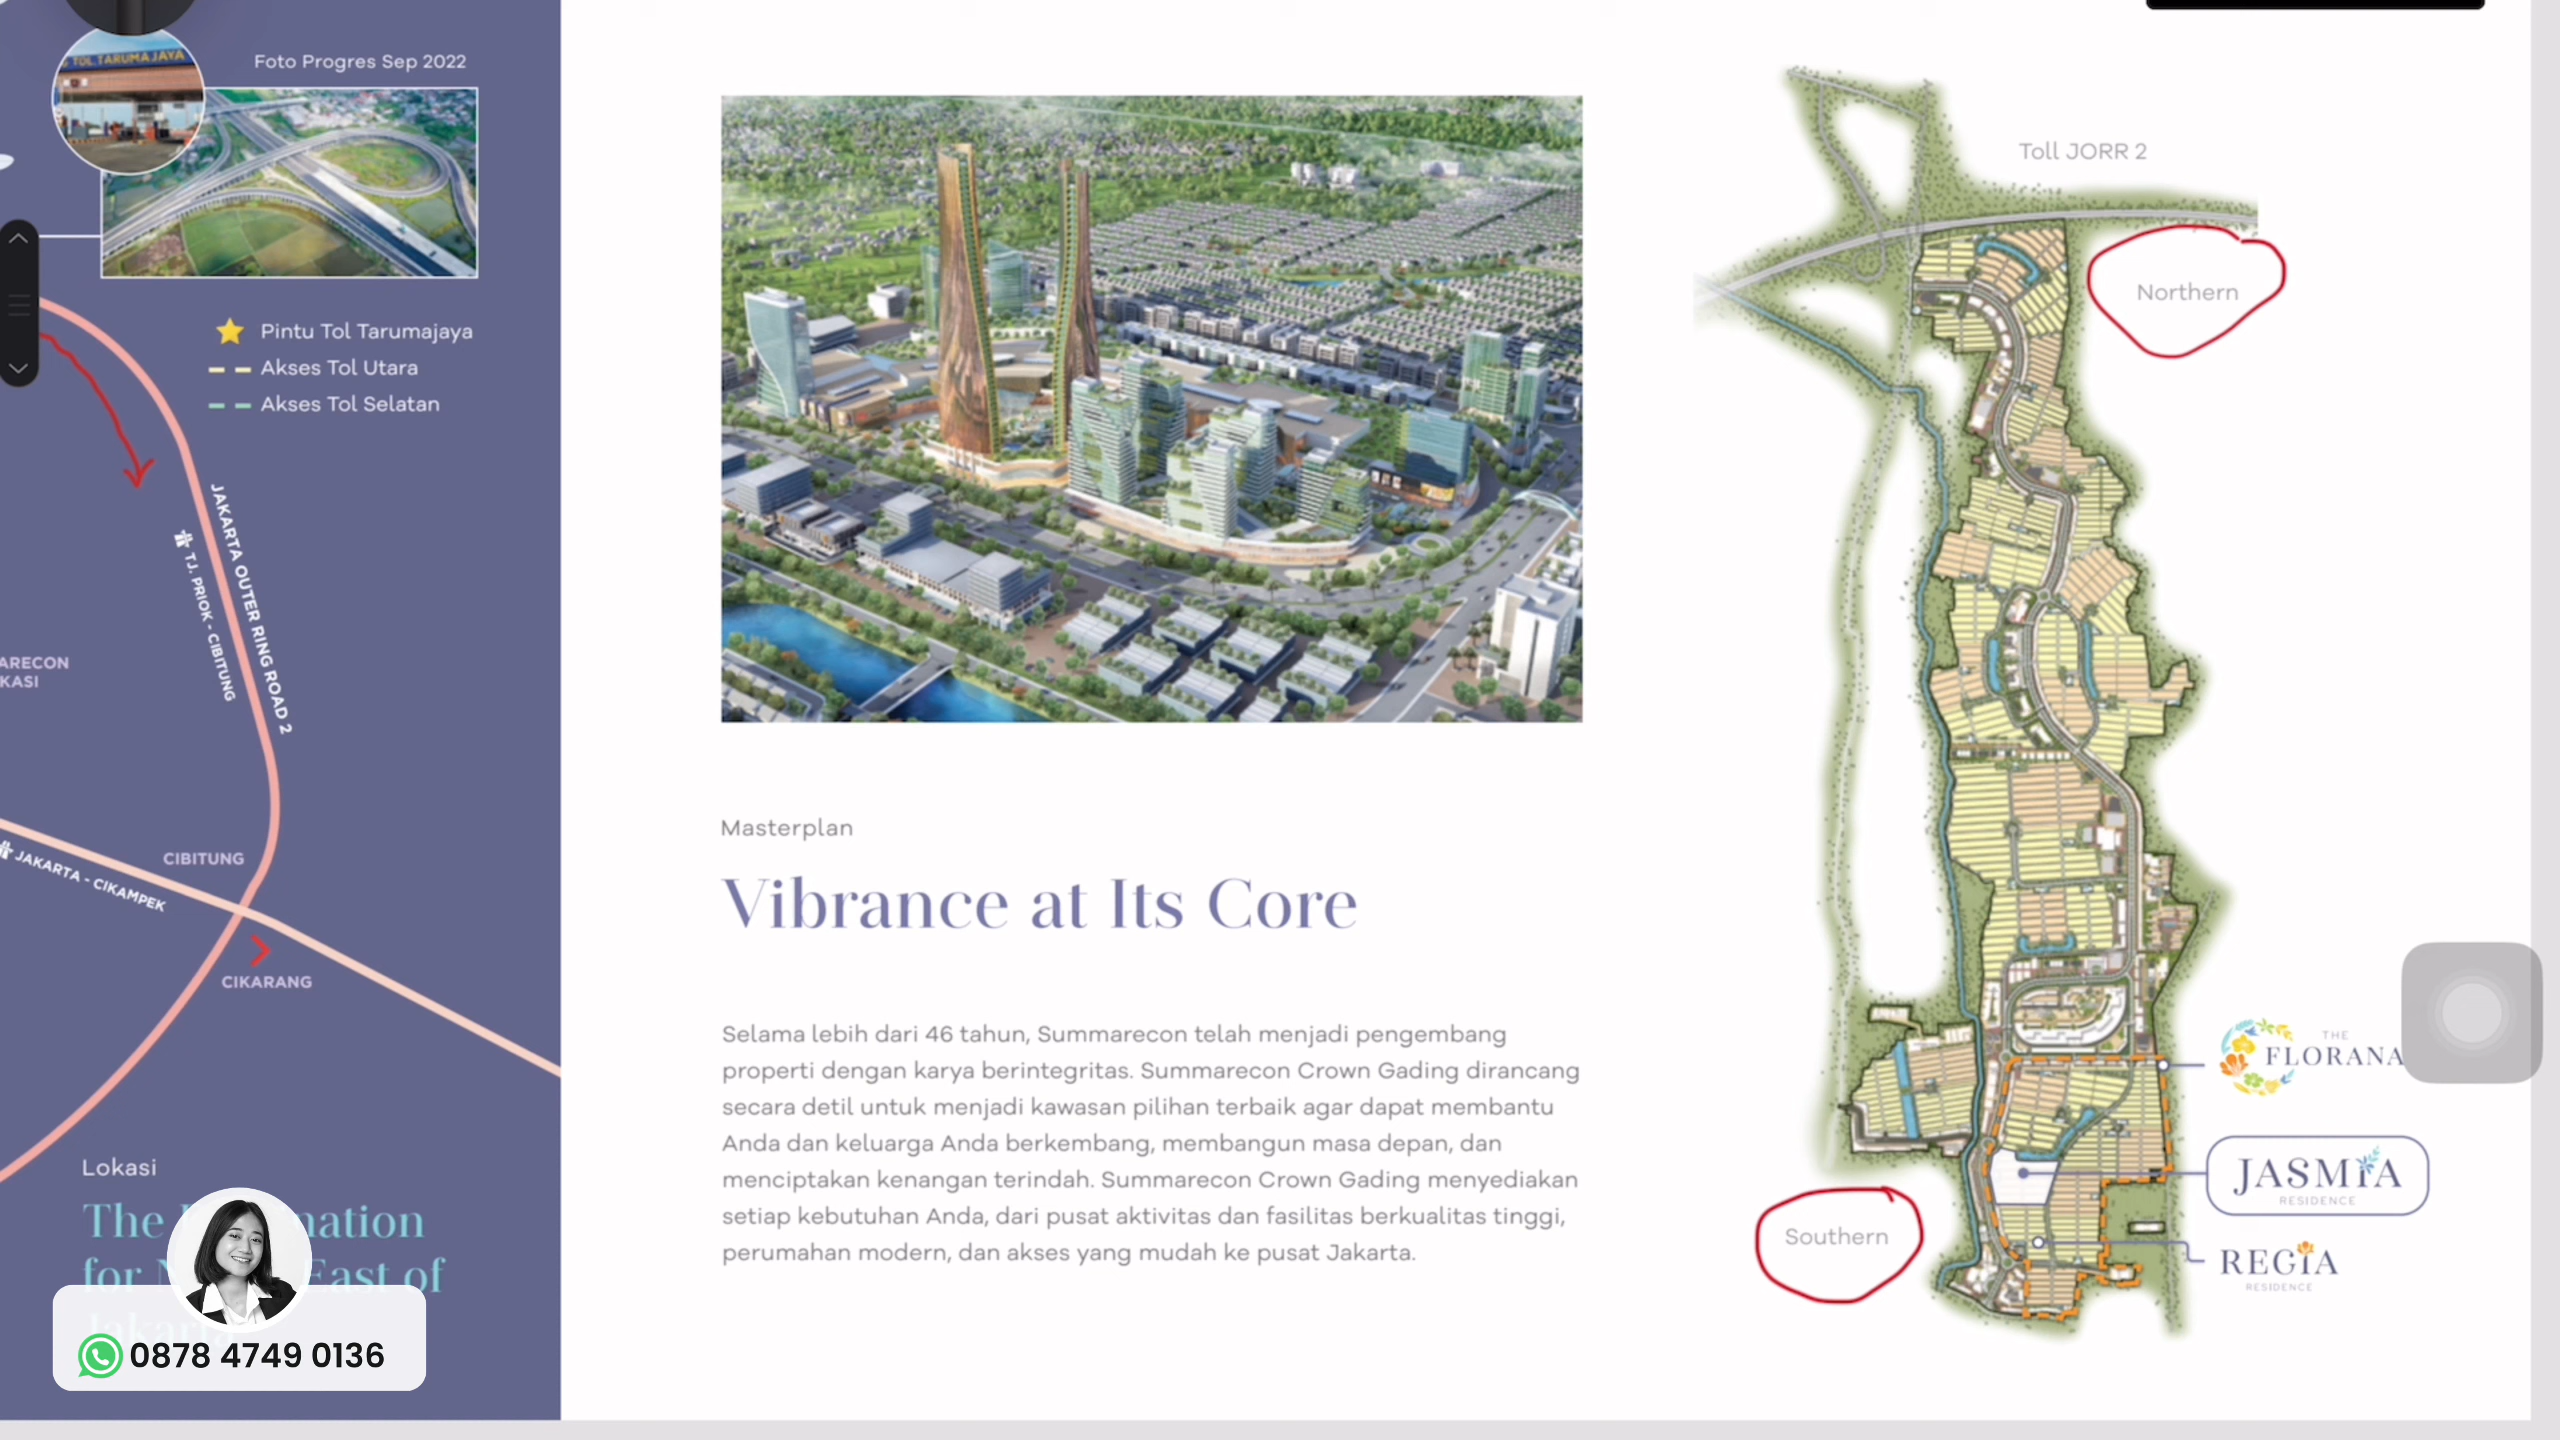 TOL TARUMAJAYA
Foto Progres Sep 2022
Pintu Tol Tarumajaya
Akses Tol Utara
Akses Tol Selatan
JAKARTA OUTER RING ROAD 2
TJ. PRIOK - CIBITUNG
ARECON
KASI
CIBITUNG
JAKARTA - CIKAMPEK
CIKARANG
Lokasi
The nation
for East of
Jakarta
0878 4749 0136
Masterplan
Vibrance at Its Core
Selama lebih dari 46 tahun, Summarecon telah menjadi pengembang
properti dengan karya berintegritas. Summarecon Crown Gading dirancang
secara detil untuk menjadi kawasan pilihan terbaik agar dapat membantu
Anda dan keluarga Anda berkembang, membangun masa depan, dan
menciptakan kenangan terindah. Summarecon Crown Gading menyediakan
setiap kebutuhan Anda, dari pusat aktivitas dan fasilitas berkualitas tinggi,
perumahan modern, dan akses yang mudah ke pusat Jakarta.
Toll JORR 2
Northern
Southern
THE
FLORANA
JASMIA
RESIDENCE
REGIA
RESIDENCE